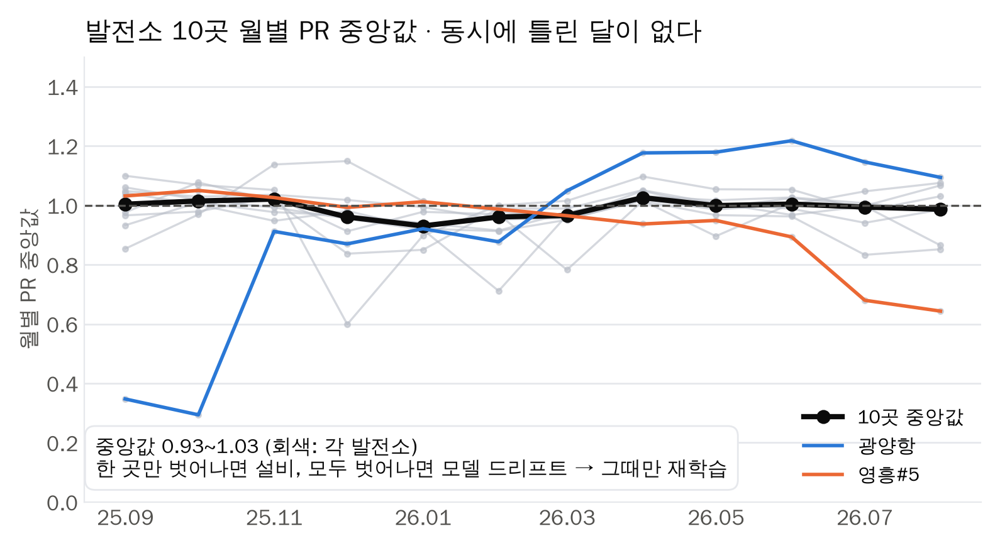 발전소 10곳 월별 PR 중앙값 · 동시에 틀린 달이 없다
월별 PR 중앙값
1.4
1.2
1.0
0.8
0.6
0.4
0.2
0.0
10곳 중앙값
광양항
영흥#5
중앙값 0.93~1.03 (회색: 각 발전소)
한 곳만 벗어나면 설비, 모두 벗어나면 모델 드리프트 → 그때만 재학습
25.09 25.11 26.01 26.03 26.05 26.07